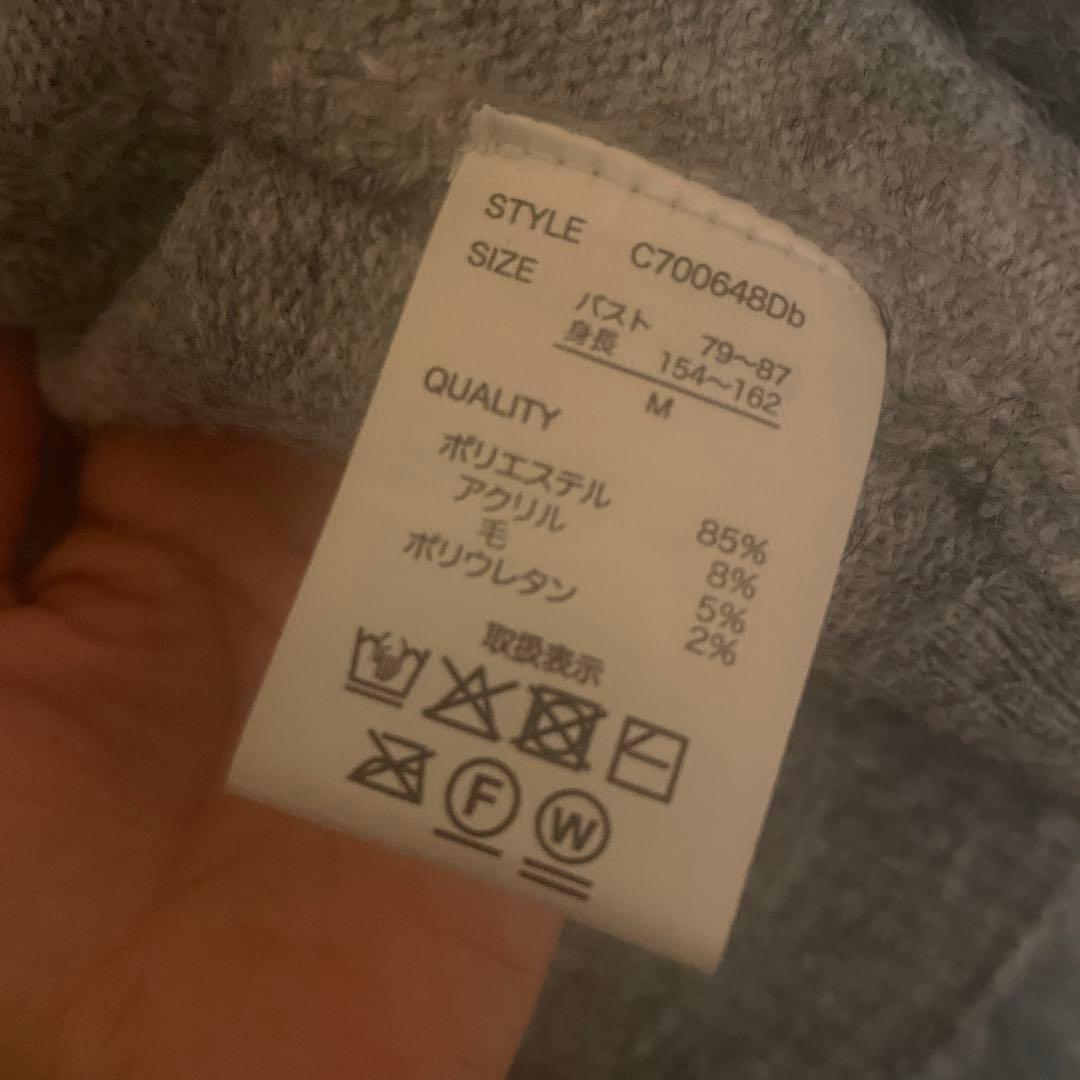 STYLE C700648Db
SIZE
バスト 79～87
身長 154～162
M
QUALITY
ポリエステル 85%
アクリル 8%
毛 5%
ポリウレタン 2%
取扱表示
F W